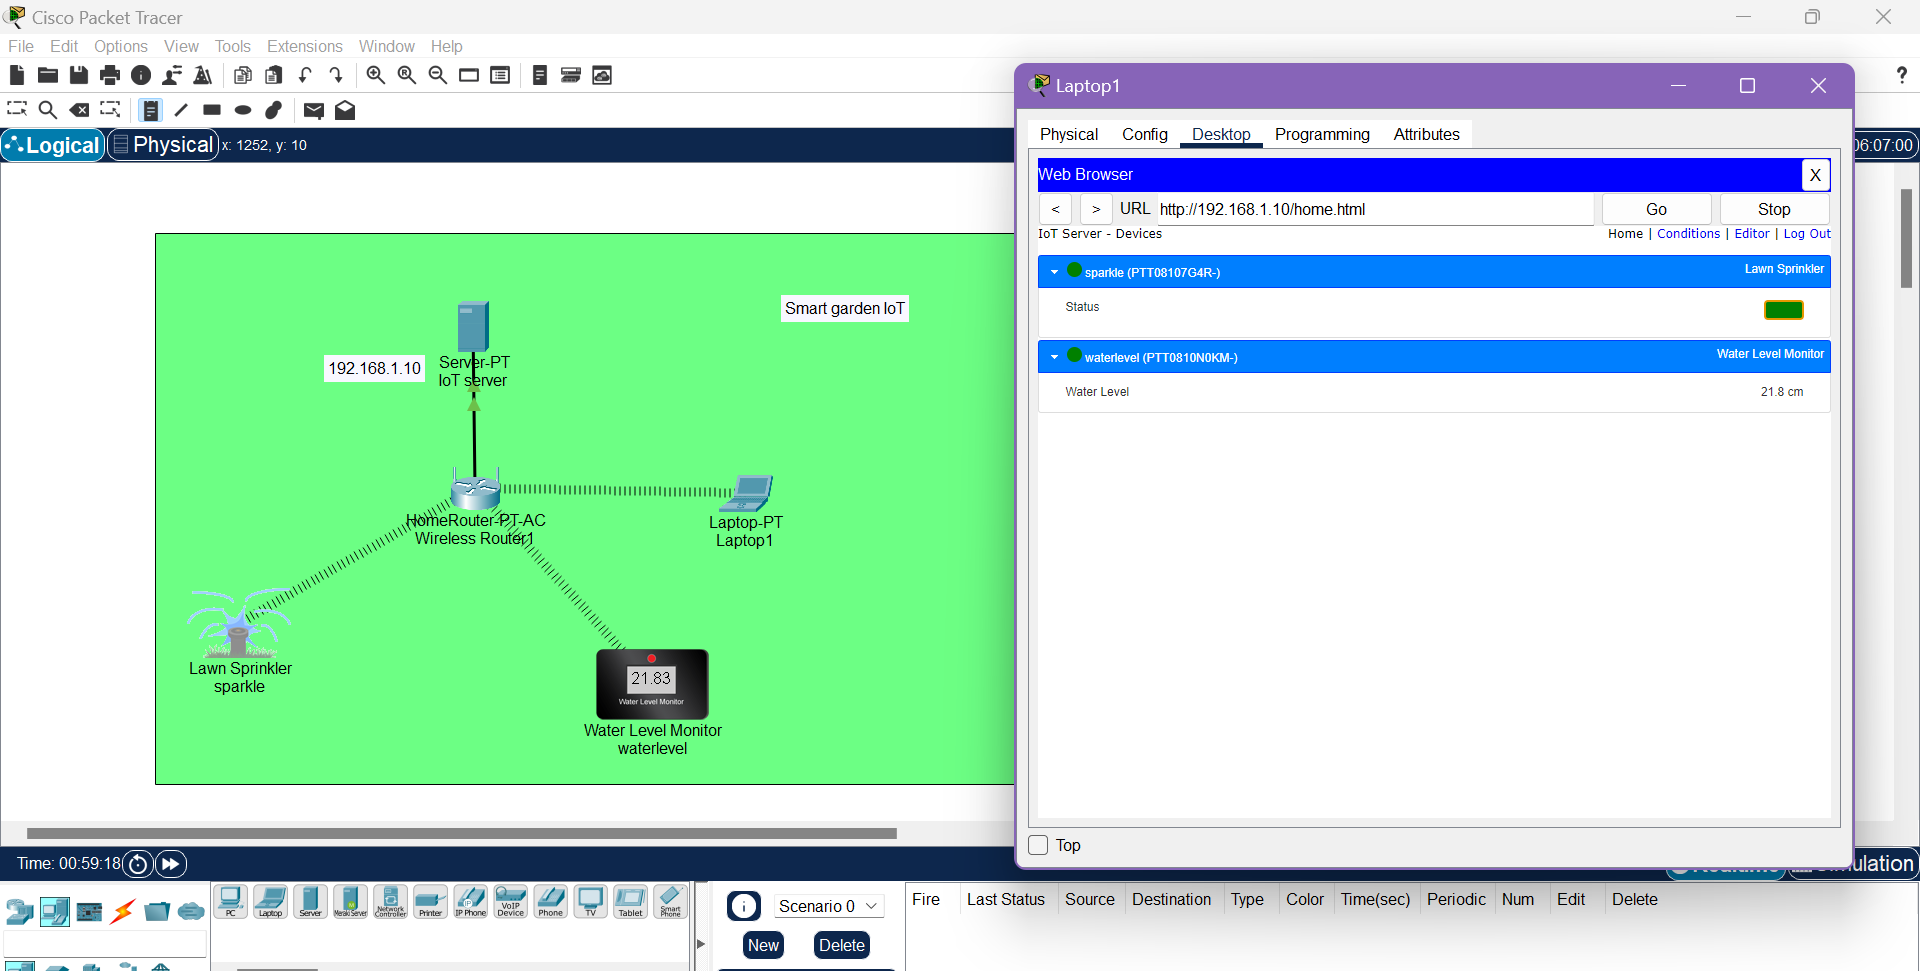 Cisco Packet Tracer
File Edit Options View Tools Extensions Window Help
?
Logical Physical x: 1252, y: 10
06:07:00
Smart garden IoT
192.168.1.10
Server-PT
IoT server
HomeRouter-PT-AC
Wireless Router1
Laptop-PT
Laptop1
Lawn Sprinkler
sparkle
21.83
Water Level Monitor
Water Level Monitor
waterlevel
Laptop1
Physical Config Desktop Programming Attributes
Web Browser X
< > URL http://192.168.1.10/home.html Go Stop
IoT Server - Devices Home | Conditions | Editor | Log Out
sparkle (PTT08107G4R-) Lawn Sprinkler
Status
waterlevel (PTT0810N0KM-) Water Level Monitor
Water Level 21.8 cm
Top
Time: 00:59:18
Realtime Simulation
PC Laptop Server Meraki Server Network Controller Printer IP Phone VoIP Device Phone TV Tablet Smart Phone
Scenario 0
New Delete
Fire Last Status Source Destination Type Color Time(sec) Periodic Num Edit Delete